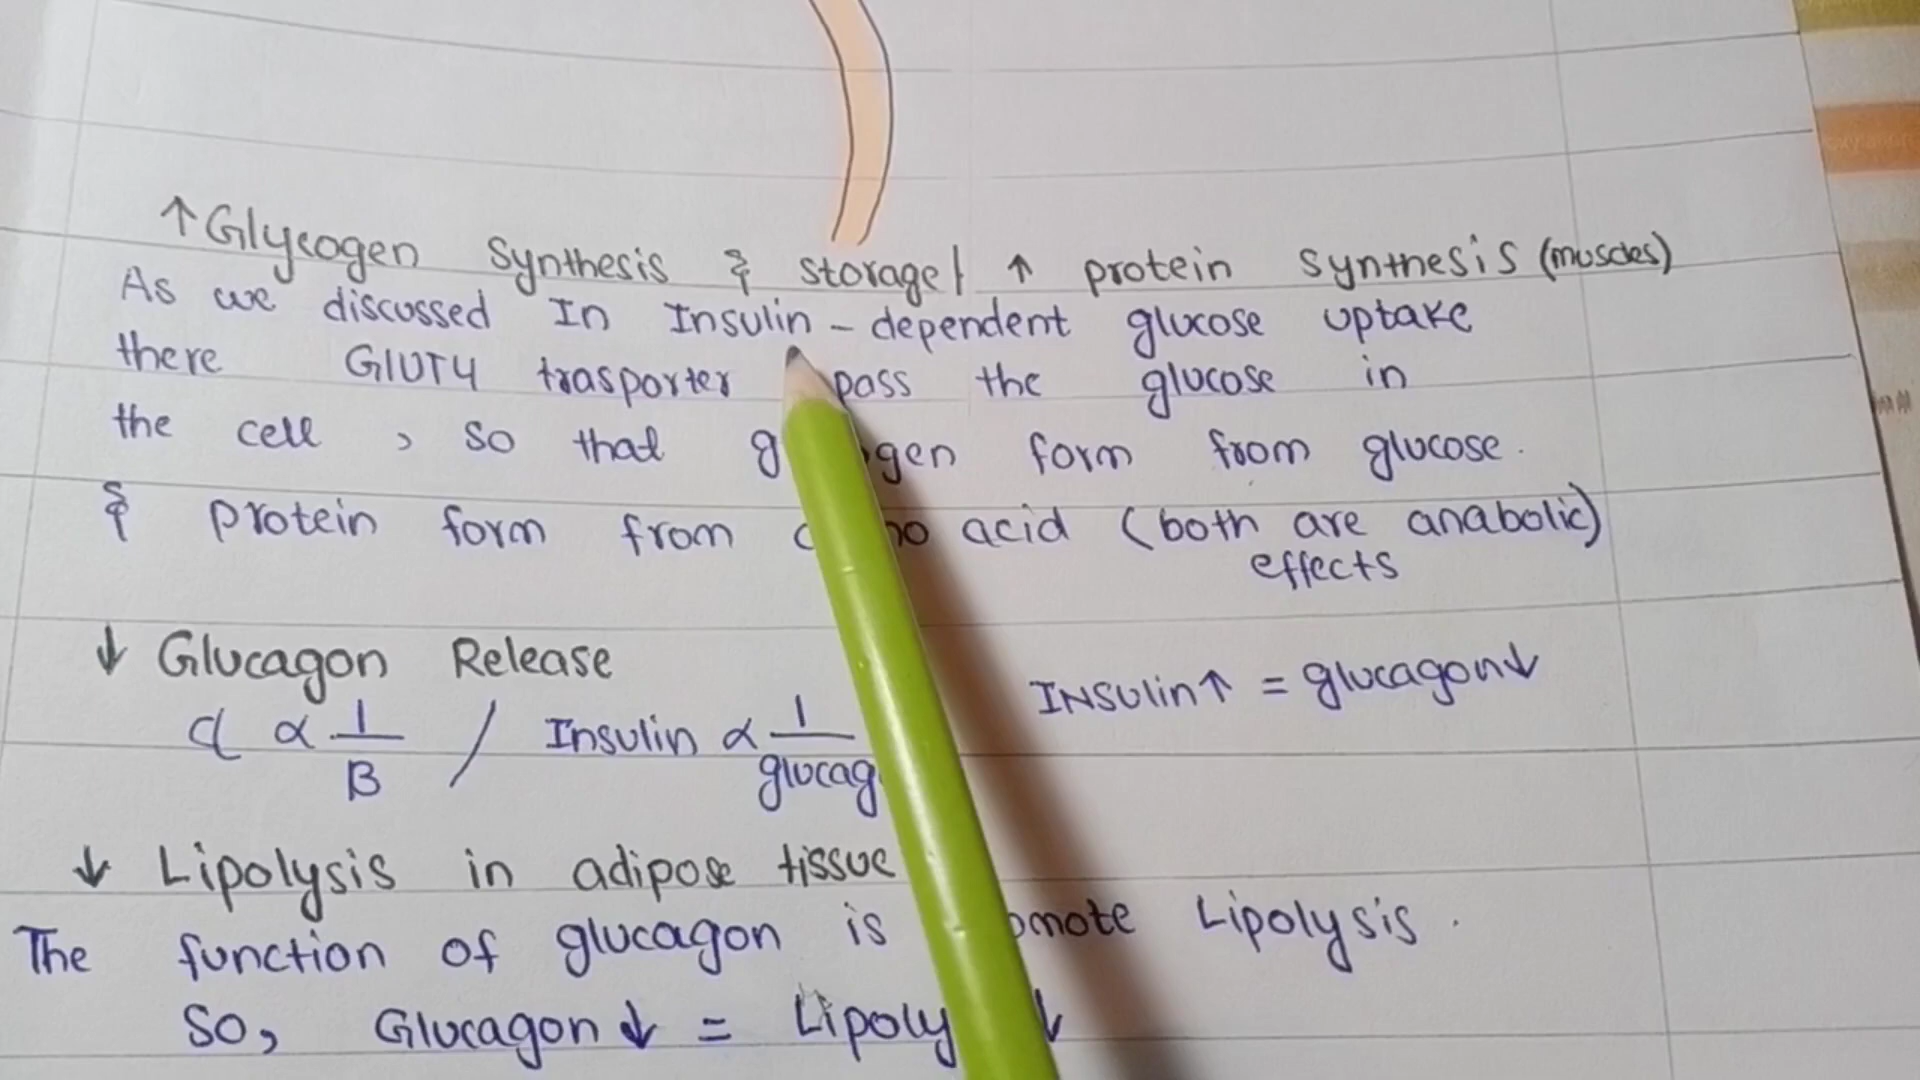 ↑ Glycogen Synthesis & storage | ↑ protein synthesis (muscles)
As we discussed In Insulin - dependent glucose uptake
there GlUT4 trasporter pass the glucose in
the cell , so that g gen form from glucose.
& protein form from no acid (both are anabolic)
effects
↓ Glucagon Release
α ∝ 1/B / Insulin ∝ 1/glucag
INSulin↑ = glucagon↓
↓ Lipolysis in adipose tissue
The function of glucagon is omote Lipolysis.
So, Glucagon↓ = Lipoly ↓